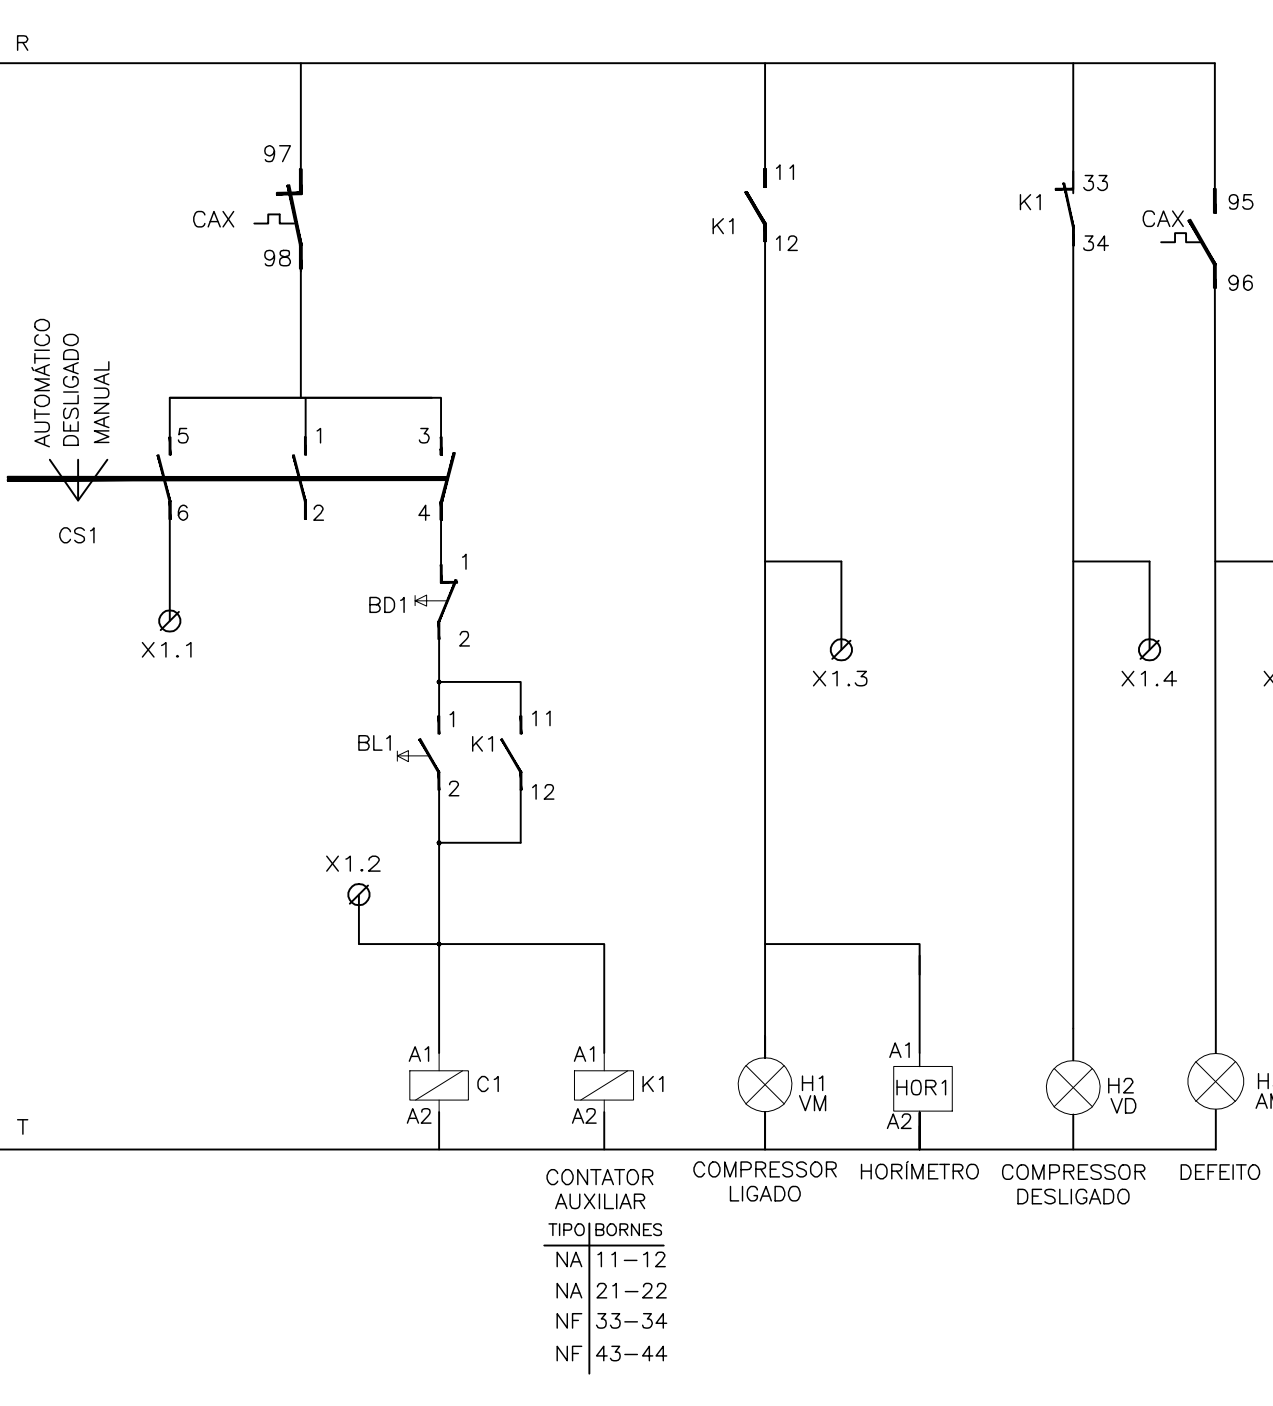 R
97
CAX
98
11
K1
12
33
K1
34
95
CAX
96
AUTOMÁTICO
DESLIGADO
MANUAL
CS1
5
6
1
2
3
4
X1.1
1
BD1
2
1
BL1
2
11
K1
12
X1.2
X1.3
X1.4
X
A1
C1
A2
A1
K1
A2
H1
VM
A1
HOR1
A2
H2
VD
H
T
CONTATOR
AUXILIAR
TIPO BORNES
NA 11-12
NA 21-22
NF 33-34
NF 43-44
COMPRESSOR
LIGADO
HORÍMETRO
COMPRESSOR
DESLIGADO
DEFEITO